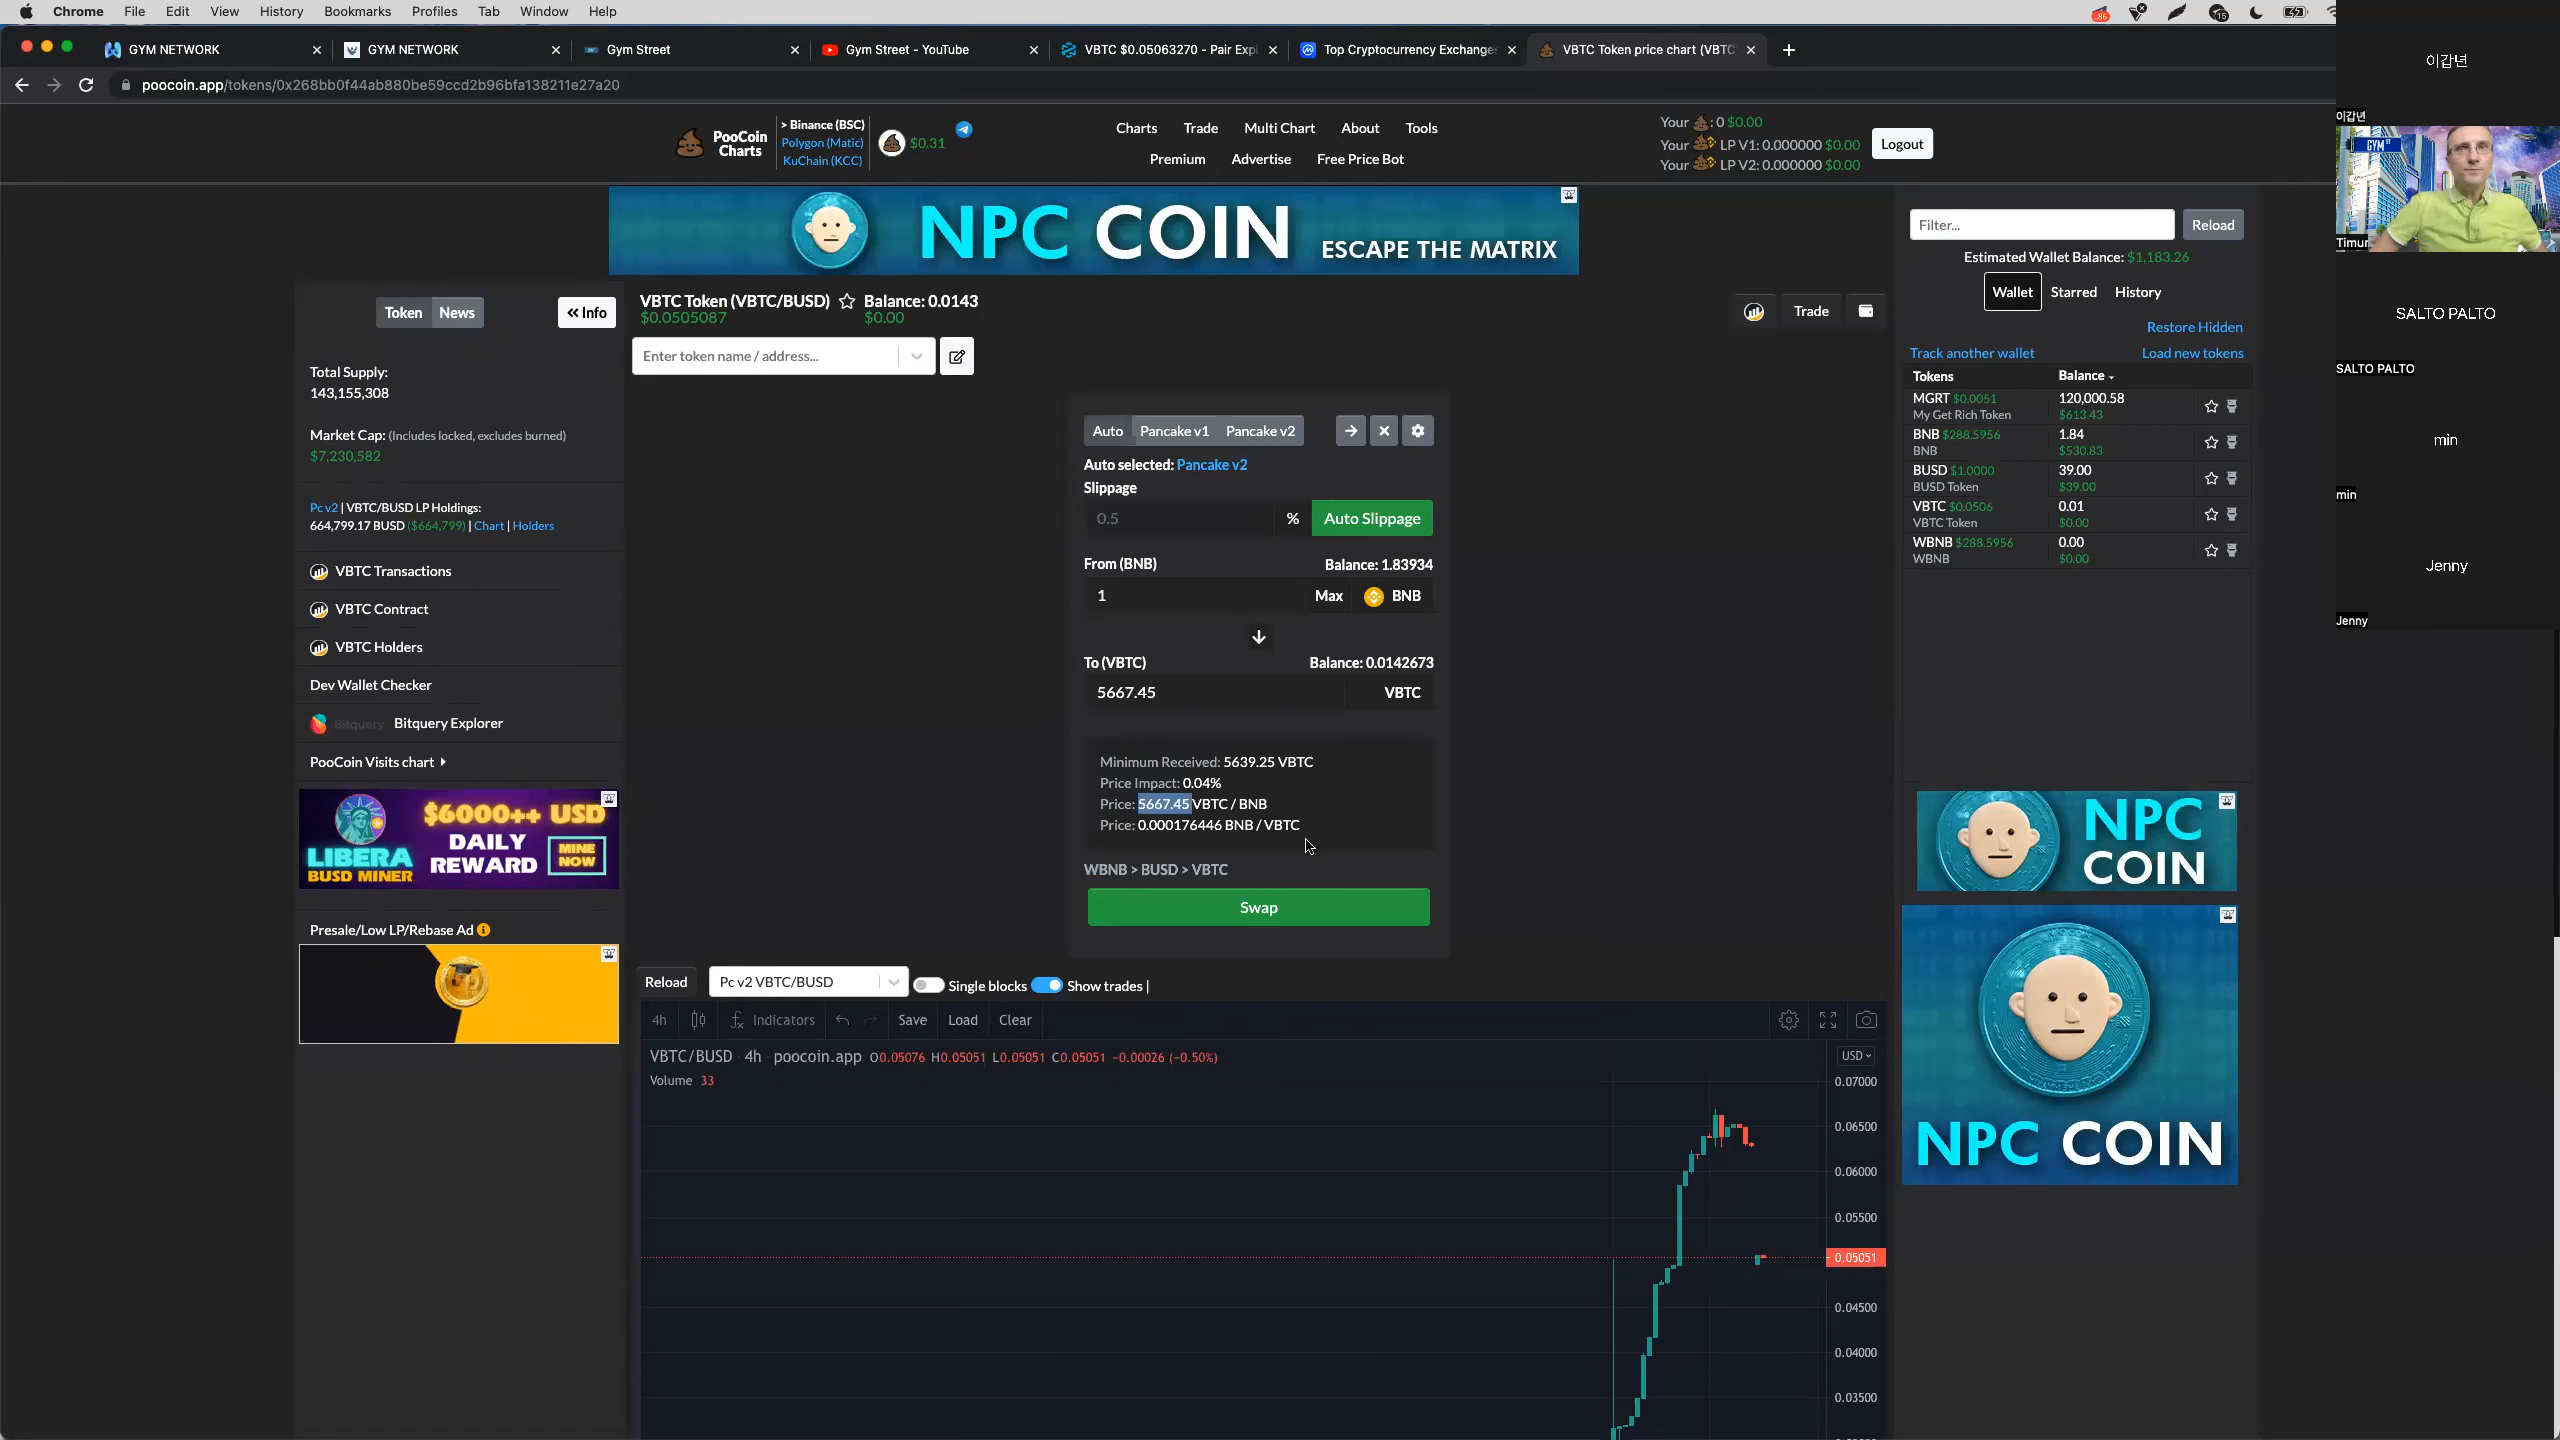 Chrome File Edit View History Bookmarks Profiles Tab Window Help
86 15
GYM NETWORK
GYM NETWORK
Gym Street
Gym Street - YouTube
VBTC $0.05063270 - Pair Expl
Top Cryptocurrency Exchanges
VBTC Token price chart (VBTC
poocoin.app/tokens/0x268bb0f44ab880be59ccd2b96bfa138211e27a20
PooCoin
Charts
> Binance (BSC)
Polygon (Matic)
KuChain (KCC)
$0.31
Charts Trade Multi Chart About Tools
Premium Advertise Free Price Bot
Your : 0 $0.00
Your LP V1: 0.000000 $0.00
Your LP V2: 0.000000 $0.00
Logout
NPC COIN ESCAPE THE MATRIX
Token News
« Info
Total Supply:
143,155,308
Market Cap: (Includes locked, excludes burned)
$7,230,582
Pc v2 | VBTC/BUSD LP Holdings:
664,799.17 BUSD ($664,799) | Chart | Holders
VBTC Transactions
VBTC Contract
VBTC Holders
Dev Wallet Checker
Bitquery Bitquery Explorer
PooCoin Visits chart
$6000++ USD
DAILY
REWARD
MINE
NOW
LIBERA
BUSD MINER
Presale/Low LP/Rebase Ad
VBTC Token (VBTC/BUSD) Balance: 0.0143
$0.0505087 $0.00
Trade
Enter token name / address...
Auto Pancake v1 Pancake v2
Auto selected: Pancake v2
Slippage
0.5 % Auto Slippage
From (BNB) Balance: 1.83934
1 Max BNB
To (VBTC) Balance: 0.0142673
5667.45 VBTC
Minimum Received: 5639.25 VBTC
Price Impact: 0.04%
Price: 5667.45 VBTC / BNB
Price: 0.000176446 BNB / VBTC
WBNB > BUSD > VBTC
Swap
Reload Pc v2 VBTC/BUSD Single blocks Show trades |
4h Indicators Save Load Clear
VBTC/BUSD 4h poocoin.app O0.05076 H0.05051 L0.05051 C0.05051 −0.00026 (−0.50%)
Volume 33
USD
0.07000
0.06500
0.06000
0.05500
0.05051
0.04500
0.04000
0.03500
Filter... Reload
Estimated Wallet Balance: $1,183.26
Wallet Starred History
Restore Hidden
Track another wallet Load new tokens
Tokens Balance
MGRT $0.0051 120,000.58
My Get Rich Token $613.43
BNB $288.5956 1.84
BNB $530.83
BUSD $1.0000 39.00
BUSD Token $39.00
VBTC $0.0506 0.01
VBTC Token $0.00
WBNB $288.5956 0.00
WBNB $0.00
NPC
COIN
NPC COIN
이갑년
이갑년
GYM
Timur
SALTO PALTO
SALTO PALTO
min
min
Jenny
Jenny